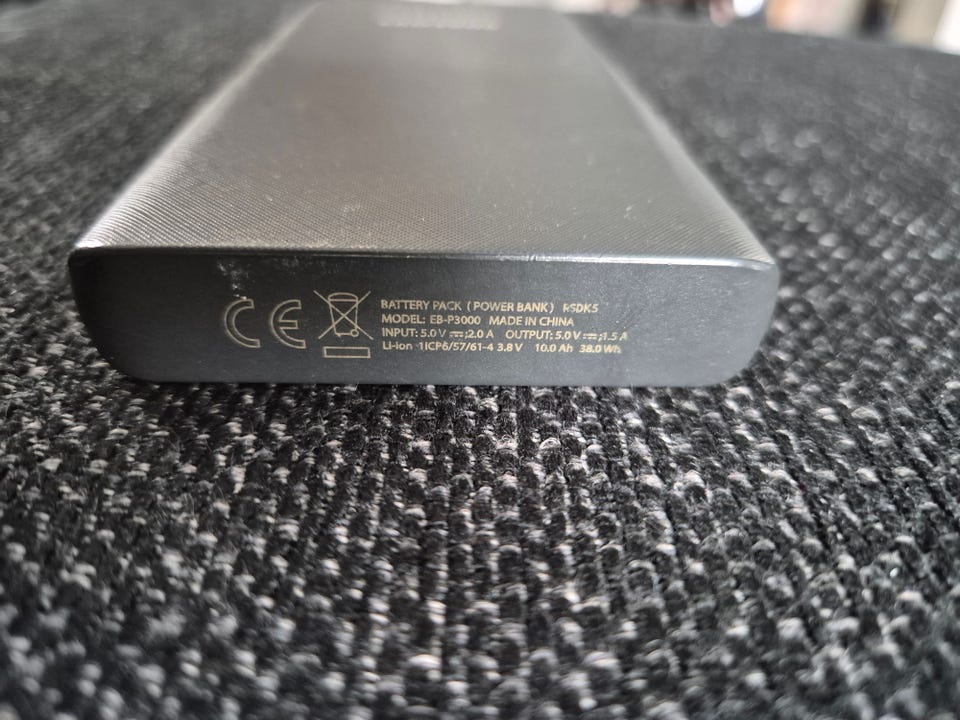 CE
BATTERY PACK ( POWER BANK ) RSDK5
MODEL: EB-P3000 MADE IN CHINA
INPUT: 5.0 V ⎓;2.0 A OUTPUT: 5.0 V ⎓;1.5 A
Li-ion 1ICP6/57/61-4 3.8 V 10.0 Ah 38.0 Wh